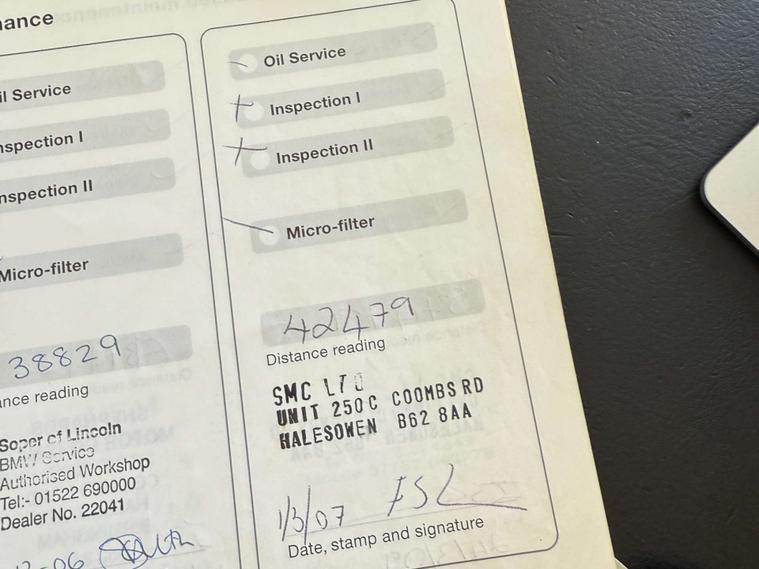 nance
il Service
nspection I
nspection II
Micro-filter
38829
ance reading
Soper of Lincoln
BMW Service
Authorised Workshop
Tel:- 01522 690000
Dealer No. 22041
Oil Service
Inspection I
Inspection II
Micro-filter
42479
Distance reading
SMC LTD
UNIT 250C COOMBS RD
HALESOWEN B62 8AA
1/3/07
Date, stamp and signature